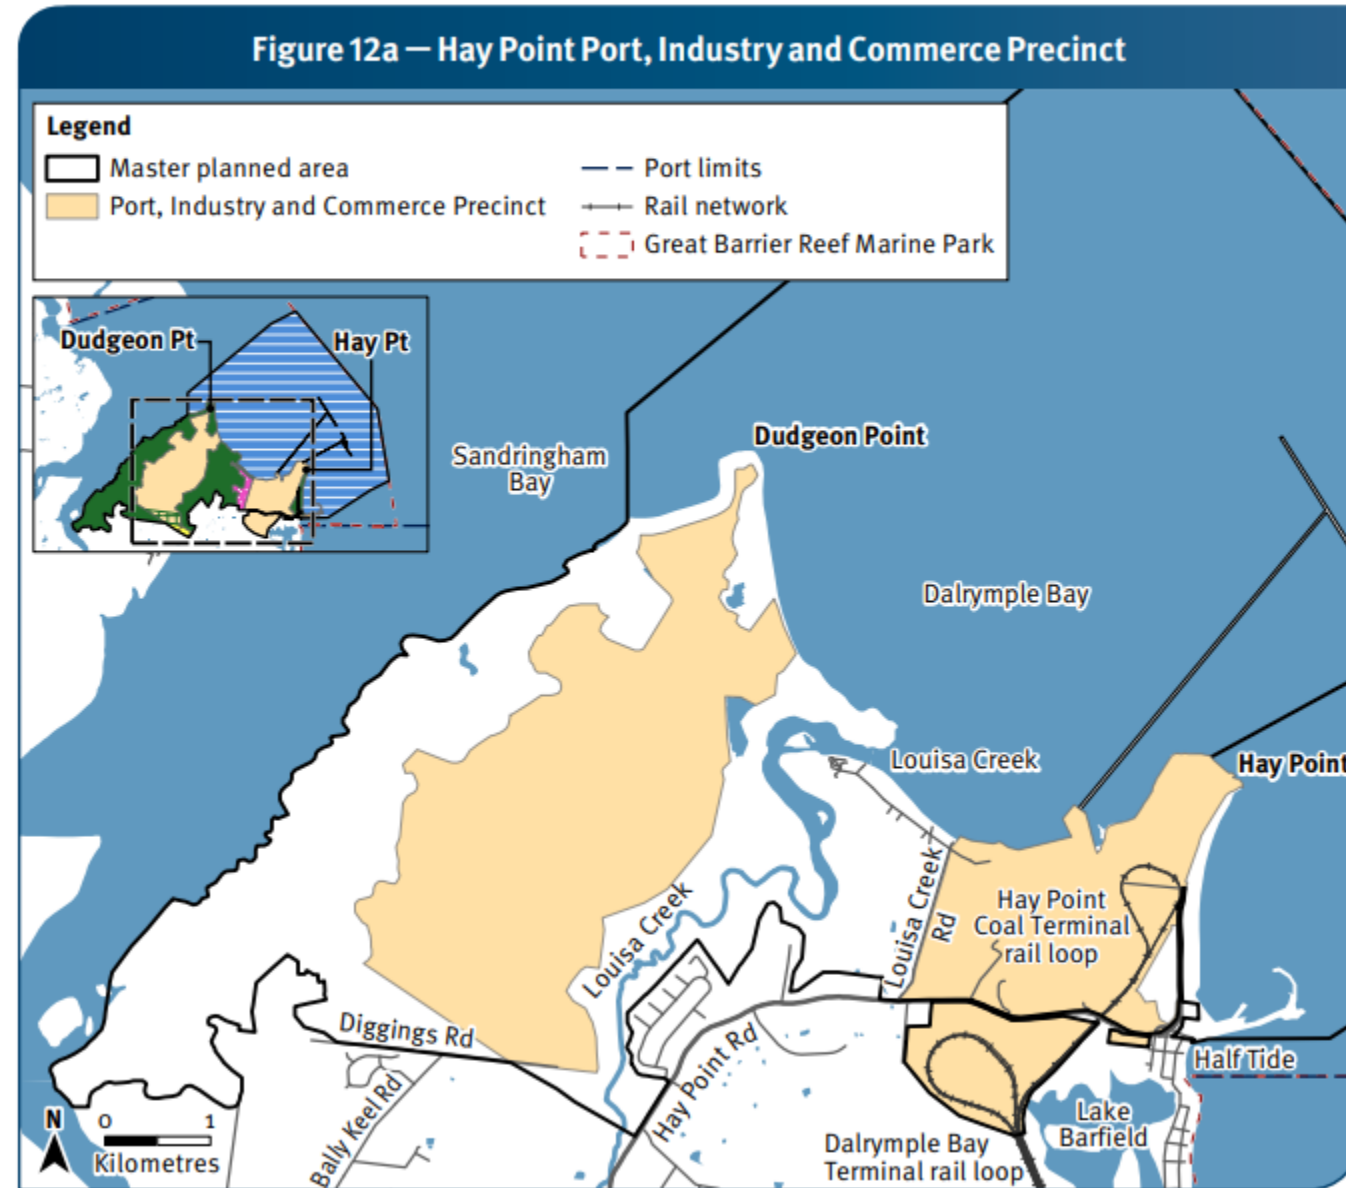 Figure 12a — Hay Point Port, Industry and Commerce Precinct
Legend
Master planned area
Port, Industry and Commerce Precinct
Port limits
Rail network
Great Barrier Reef Marine Park
Dudgeon Pt
Hay Pt
Sandringham
Bay
Dudgeon Point
Dalrymple Bay
Louisa Creek
Hay Point
Louisa Creek
Rd
Hay Point
Coal Terminal
rail loop
Louisa Creek
Diggings Rd
Hay Point Rd
Bally Keel Rd
Half Tide
Lake
Barfield
Dalrymple Bay
Terminal rail loop
N
0 1
Kilometres